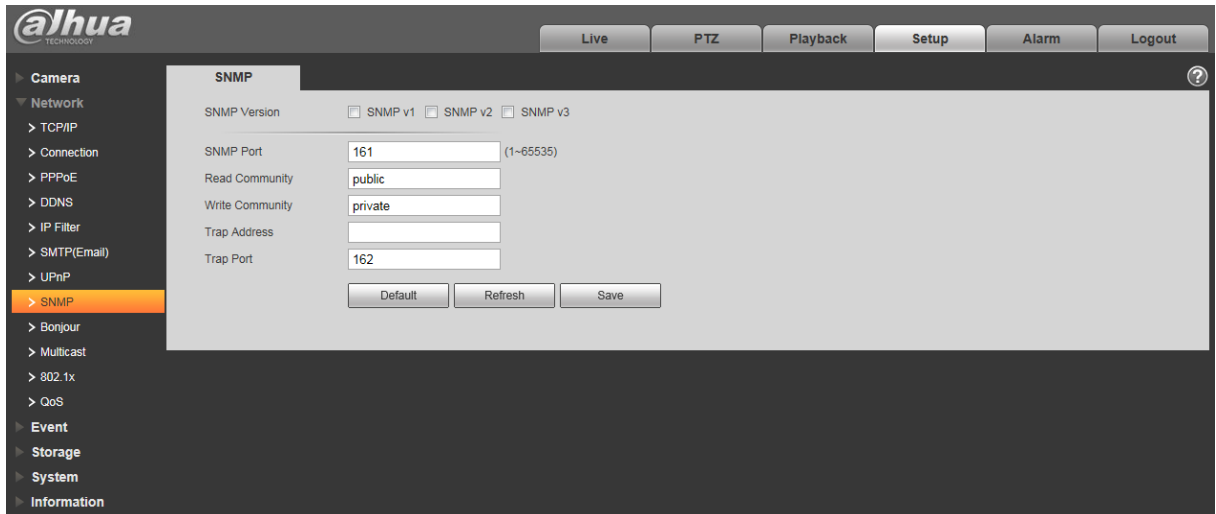 alhua
TECHNOLOGY
Live PTZ Playback Setup Alarm Logout
Camera
Network
> TCP/IP
> Connection
> PPPoE
> DDNS
> IP Filter
> SMTP(Email)
> UPnP
> SNMP
> Bonjour
> Multicast
> 802.1x
> QoS
Event
Storage
System
Information
SNMP
?
SNMP Version SNMP v1 SNMP v2 SNMP v3
SNMP Port 161 (1~65535)
Read Community public
Write Community private
Trap Address
Trap Port 162
Default Refresh Save